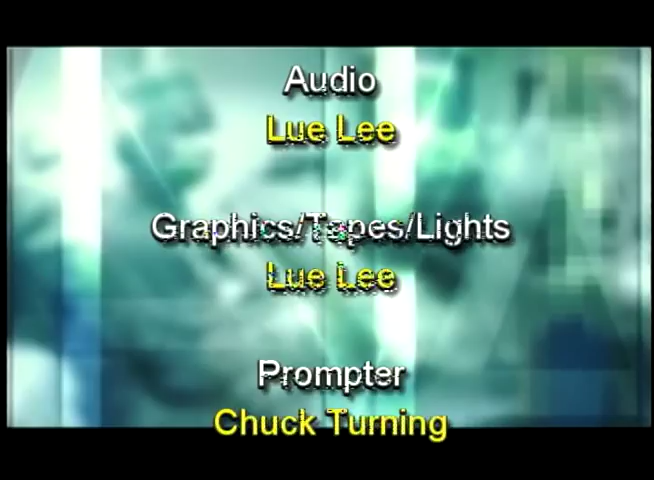 Audio
Lue Lee
Graphics/Tapes/Lights
Lue Lee
Prompter
Chuck Turning